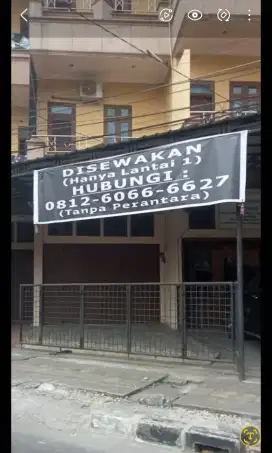 DISEWAKAN
(Hanya Lantai 1)
HUBUNGI :
0812-6066-6627
(Tanpa Perantara)